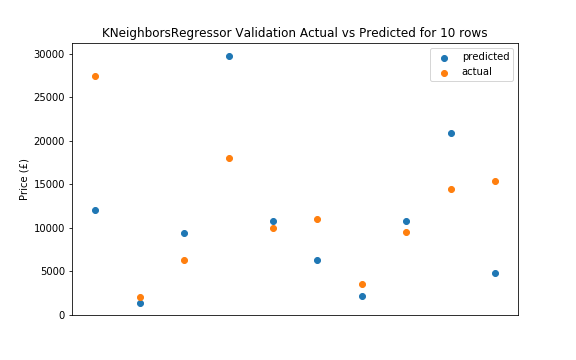 KNeighborsRegressor Validation Actual vs Predicted for 10 rows
30000
25000
20000
15000
10000
5000
0
Price (£)
predicted
actual